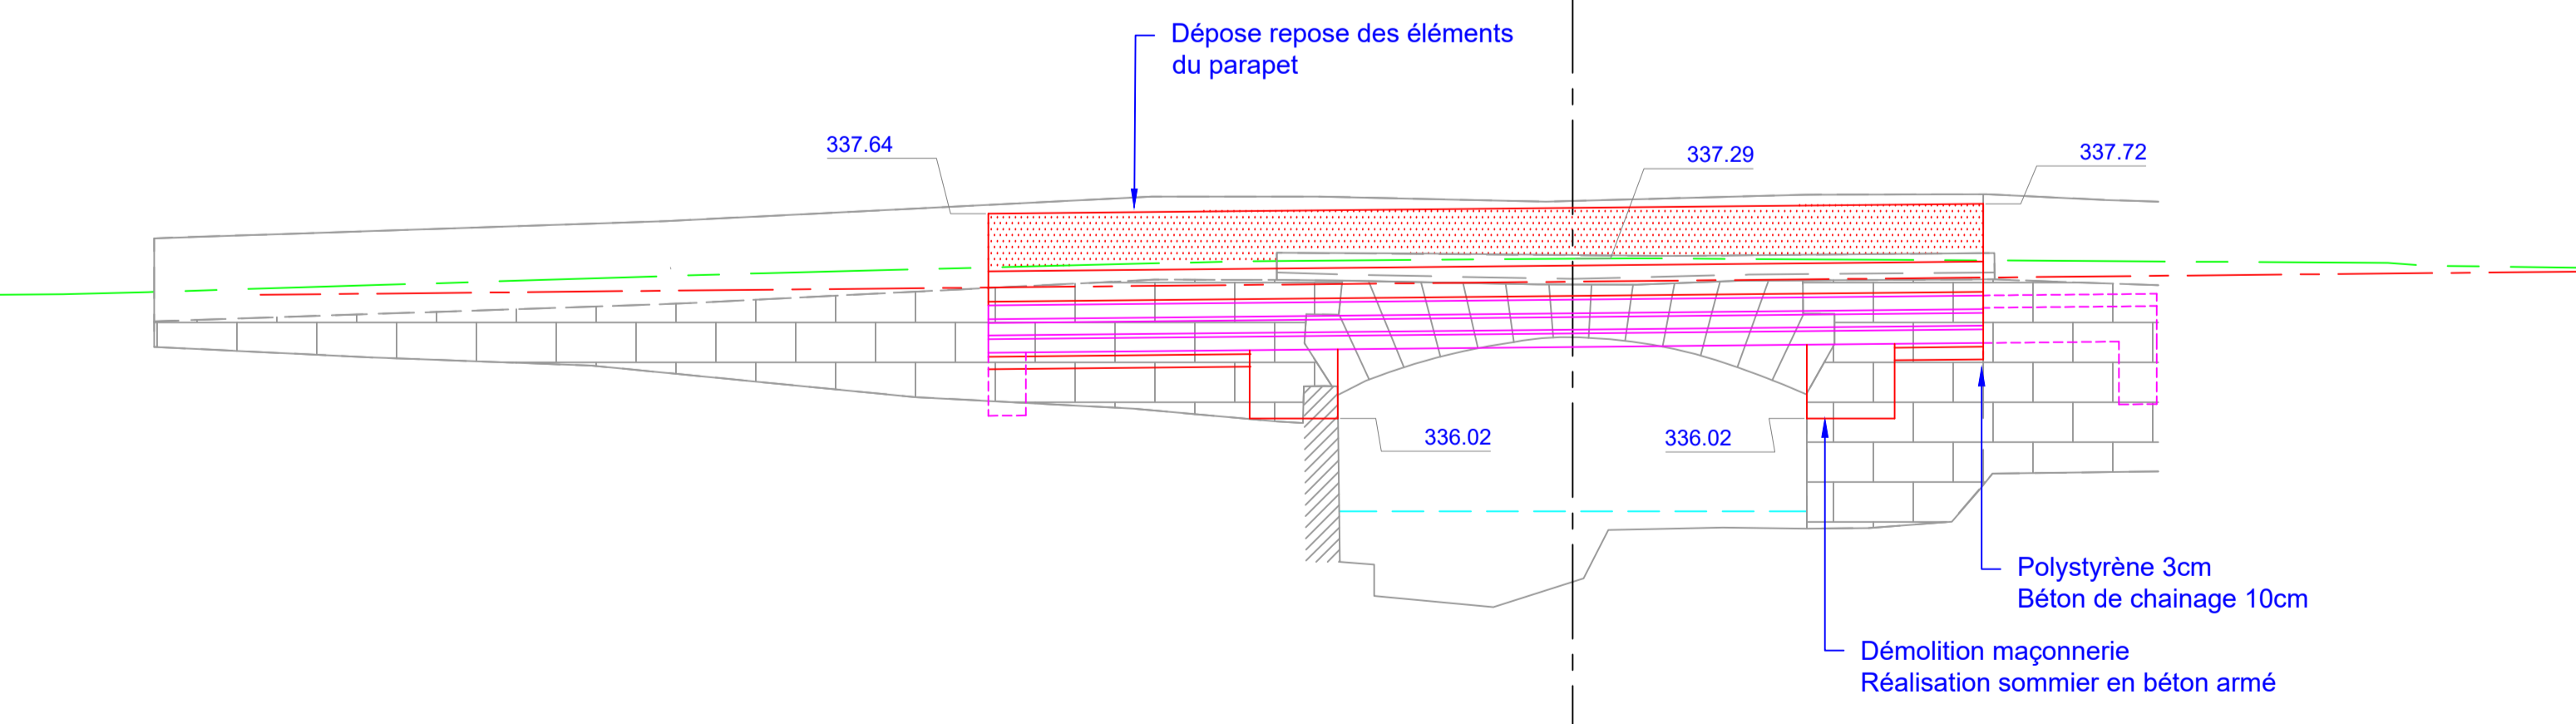 Dépose repose des éléments
du parapet
337.64
337.29
337.72
336.02
336.02
Polystyrène 3cm
Béton de chainage 10cm
Démolition maçonnerie
Réalisation sommier en béton armé